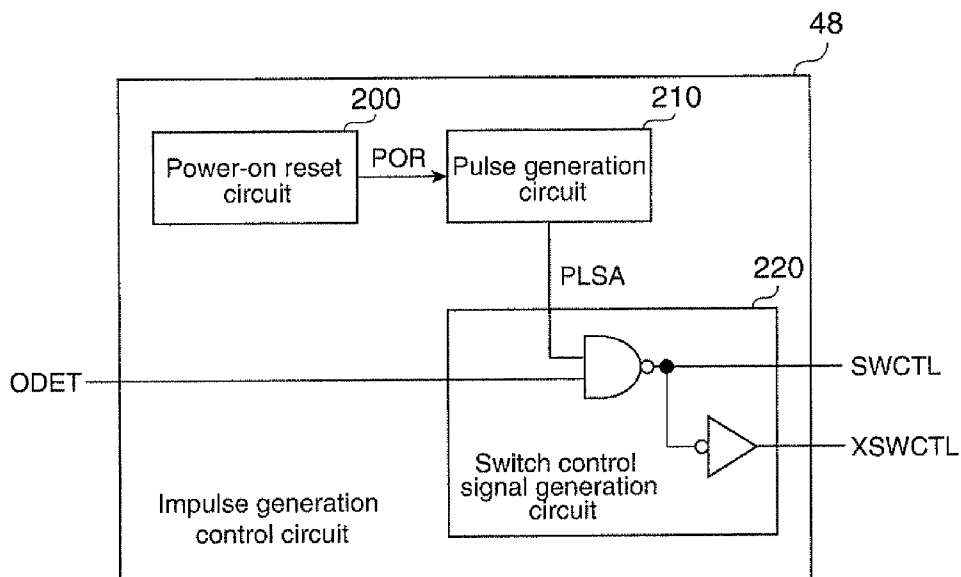 48
200
210
Power-on reset
circuit
POR
Pulse generation
circuit
PLSA
220
ODET
SWCTL
XSWCTL
Switch control
signal generation
circuit
Impulse generation
control circuit